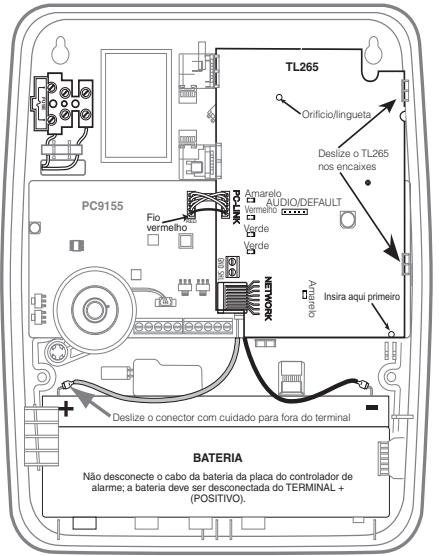 TL265
Orifício/lingueta
Deslize o TL265
nos encaixes
PC9155
Fio
vermelho
PC-LINK
Amarelo
Vermelho
AUDIO/DEFAULT
Verde
Verde
NETWORK
Amarelo
Insira aqui primeiro
+
Deslize o conector com cuidado para fora do terminal
-
BATERIA
Não desconecte o cabo da bateria da placa do controlador de
alarme; a bateria deve ser desconectada do TERMINAL +
(POSITIVO).